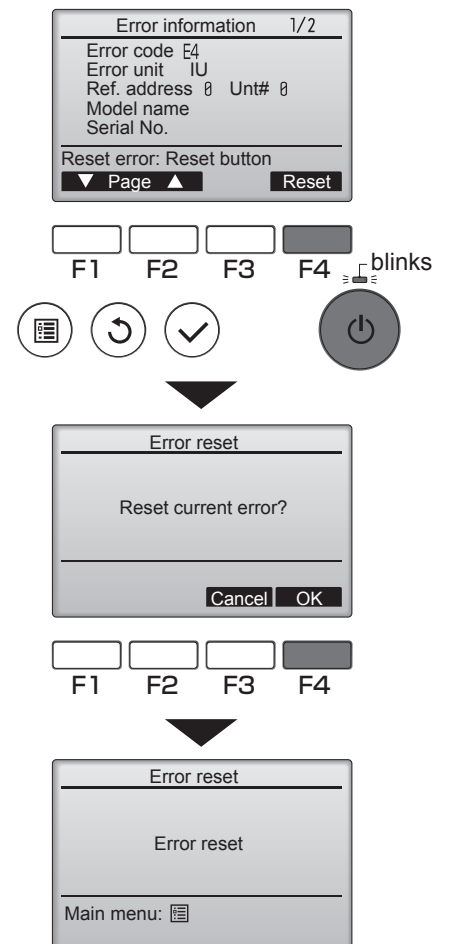 Error information 1/2
Error code E4
Error unit IU
Ref. address 0 Unt# 0
Model name
Serial No.
Reset error: Reset button
▼ Page ▲ Reset
F1 F2 F3 F4
blinks
Error reset
Reset current error?
Cancel OK
F1 F2 F3 F4
Error reset
Error reset
Main menu: